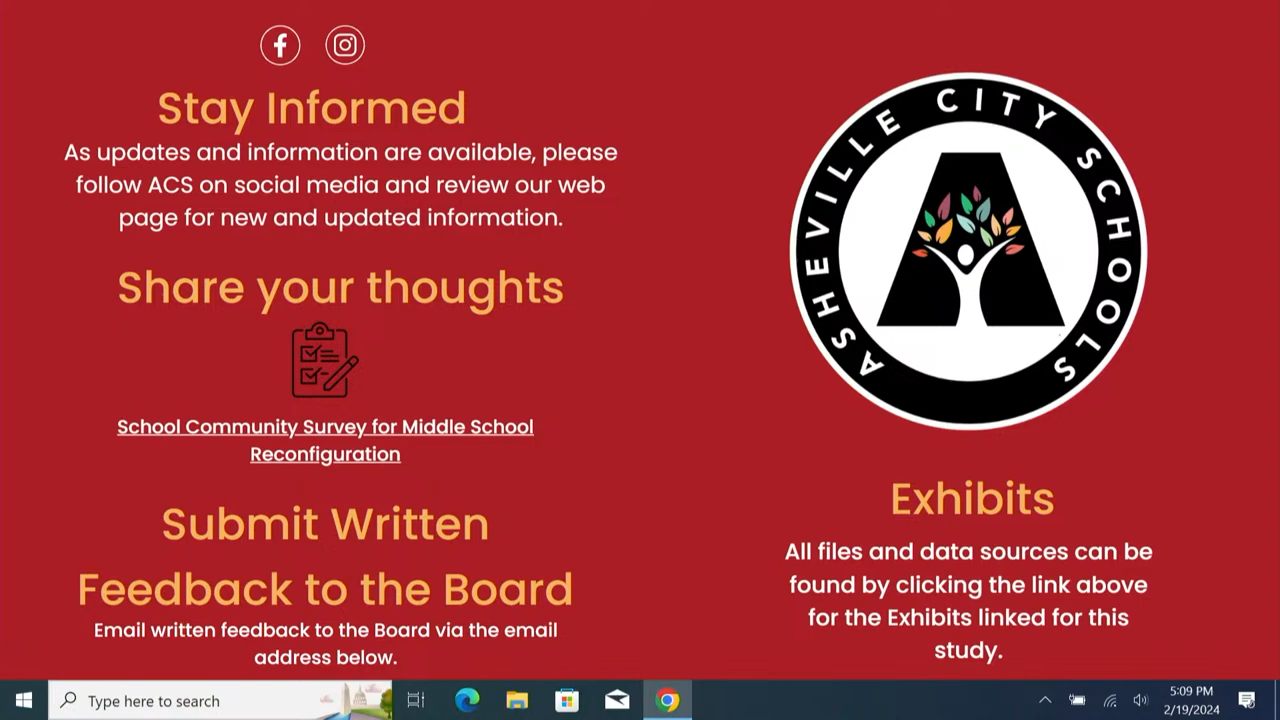 Stay Informed
As updates and information are available, please
follow ACS on social media and review our web
page for new and updated information.
Share your thoughts
School Community Survey for Middle School
Reconfiguration
Submit Written
Feedback to the Board
Email written feedback to the Board via the email
address below.
ASHEVILLE CITY SCHOOLS
Exhibits
All files and data sources can be
found by clicking the link above
for the Exhibits linked for this
study.
Type here to search
5:09 PM
2/19/2024